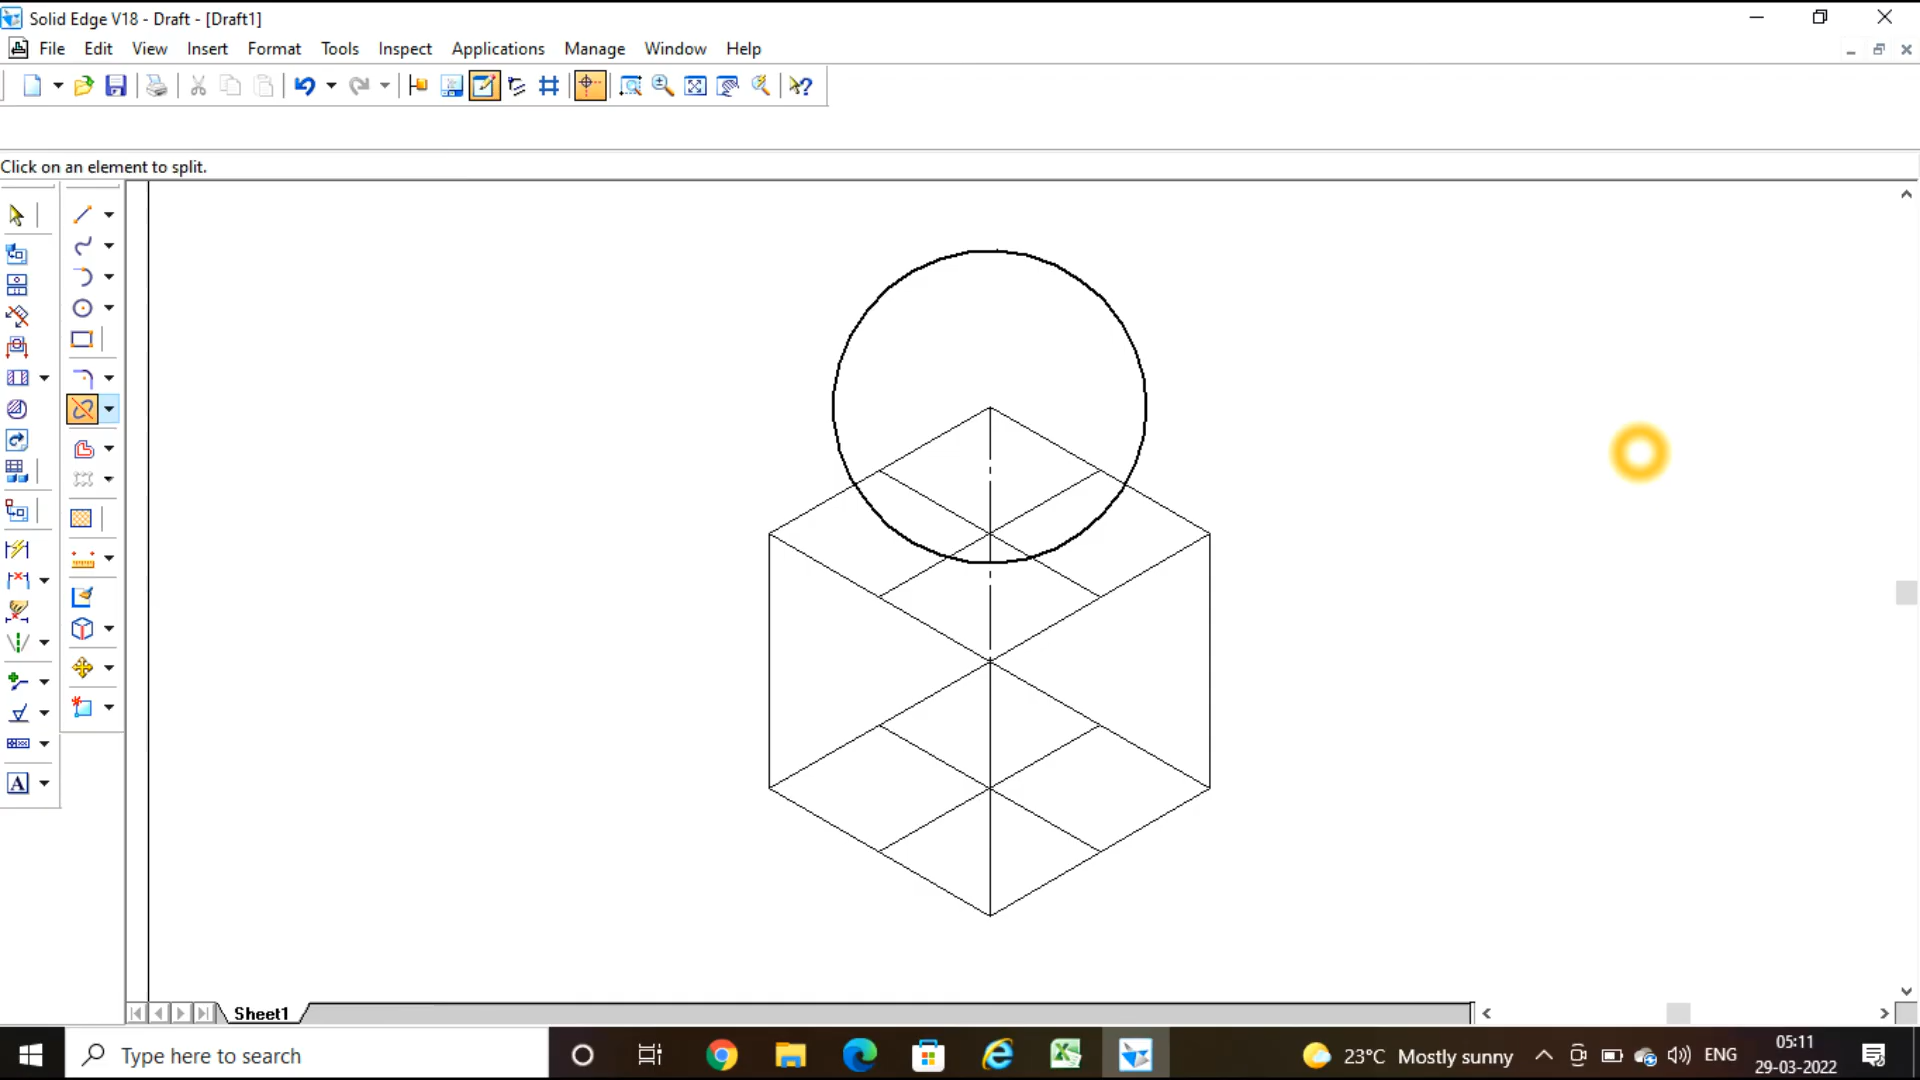 Solid Edge V18 - Draft - [Draft1]
File Edit View Insert Format Tools Inspect Applications Manage Window Help
Click on an element to split.
A
Sheet1
Type here to search
23°C Mostly sunny
ENG
05:11
29-03-2022